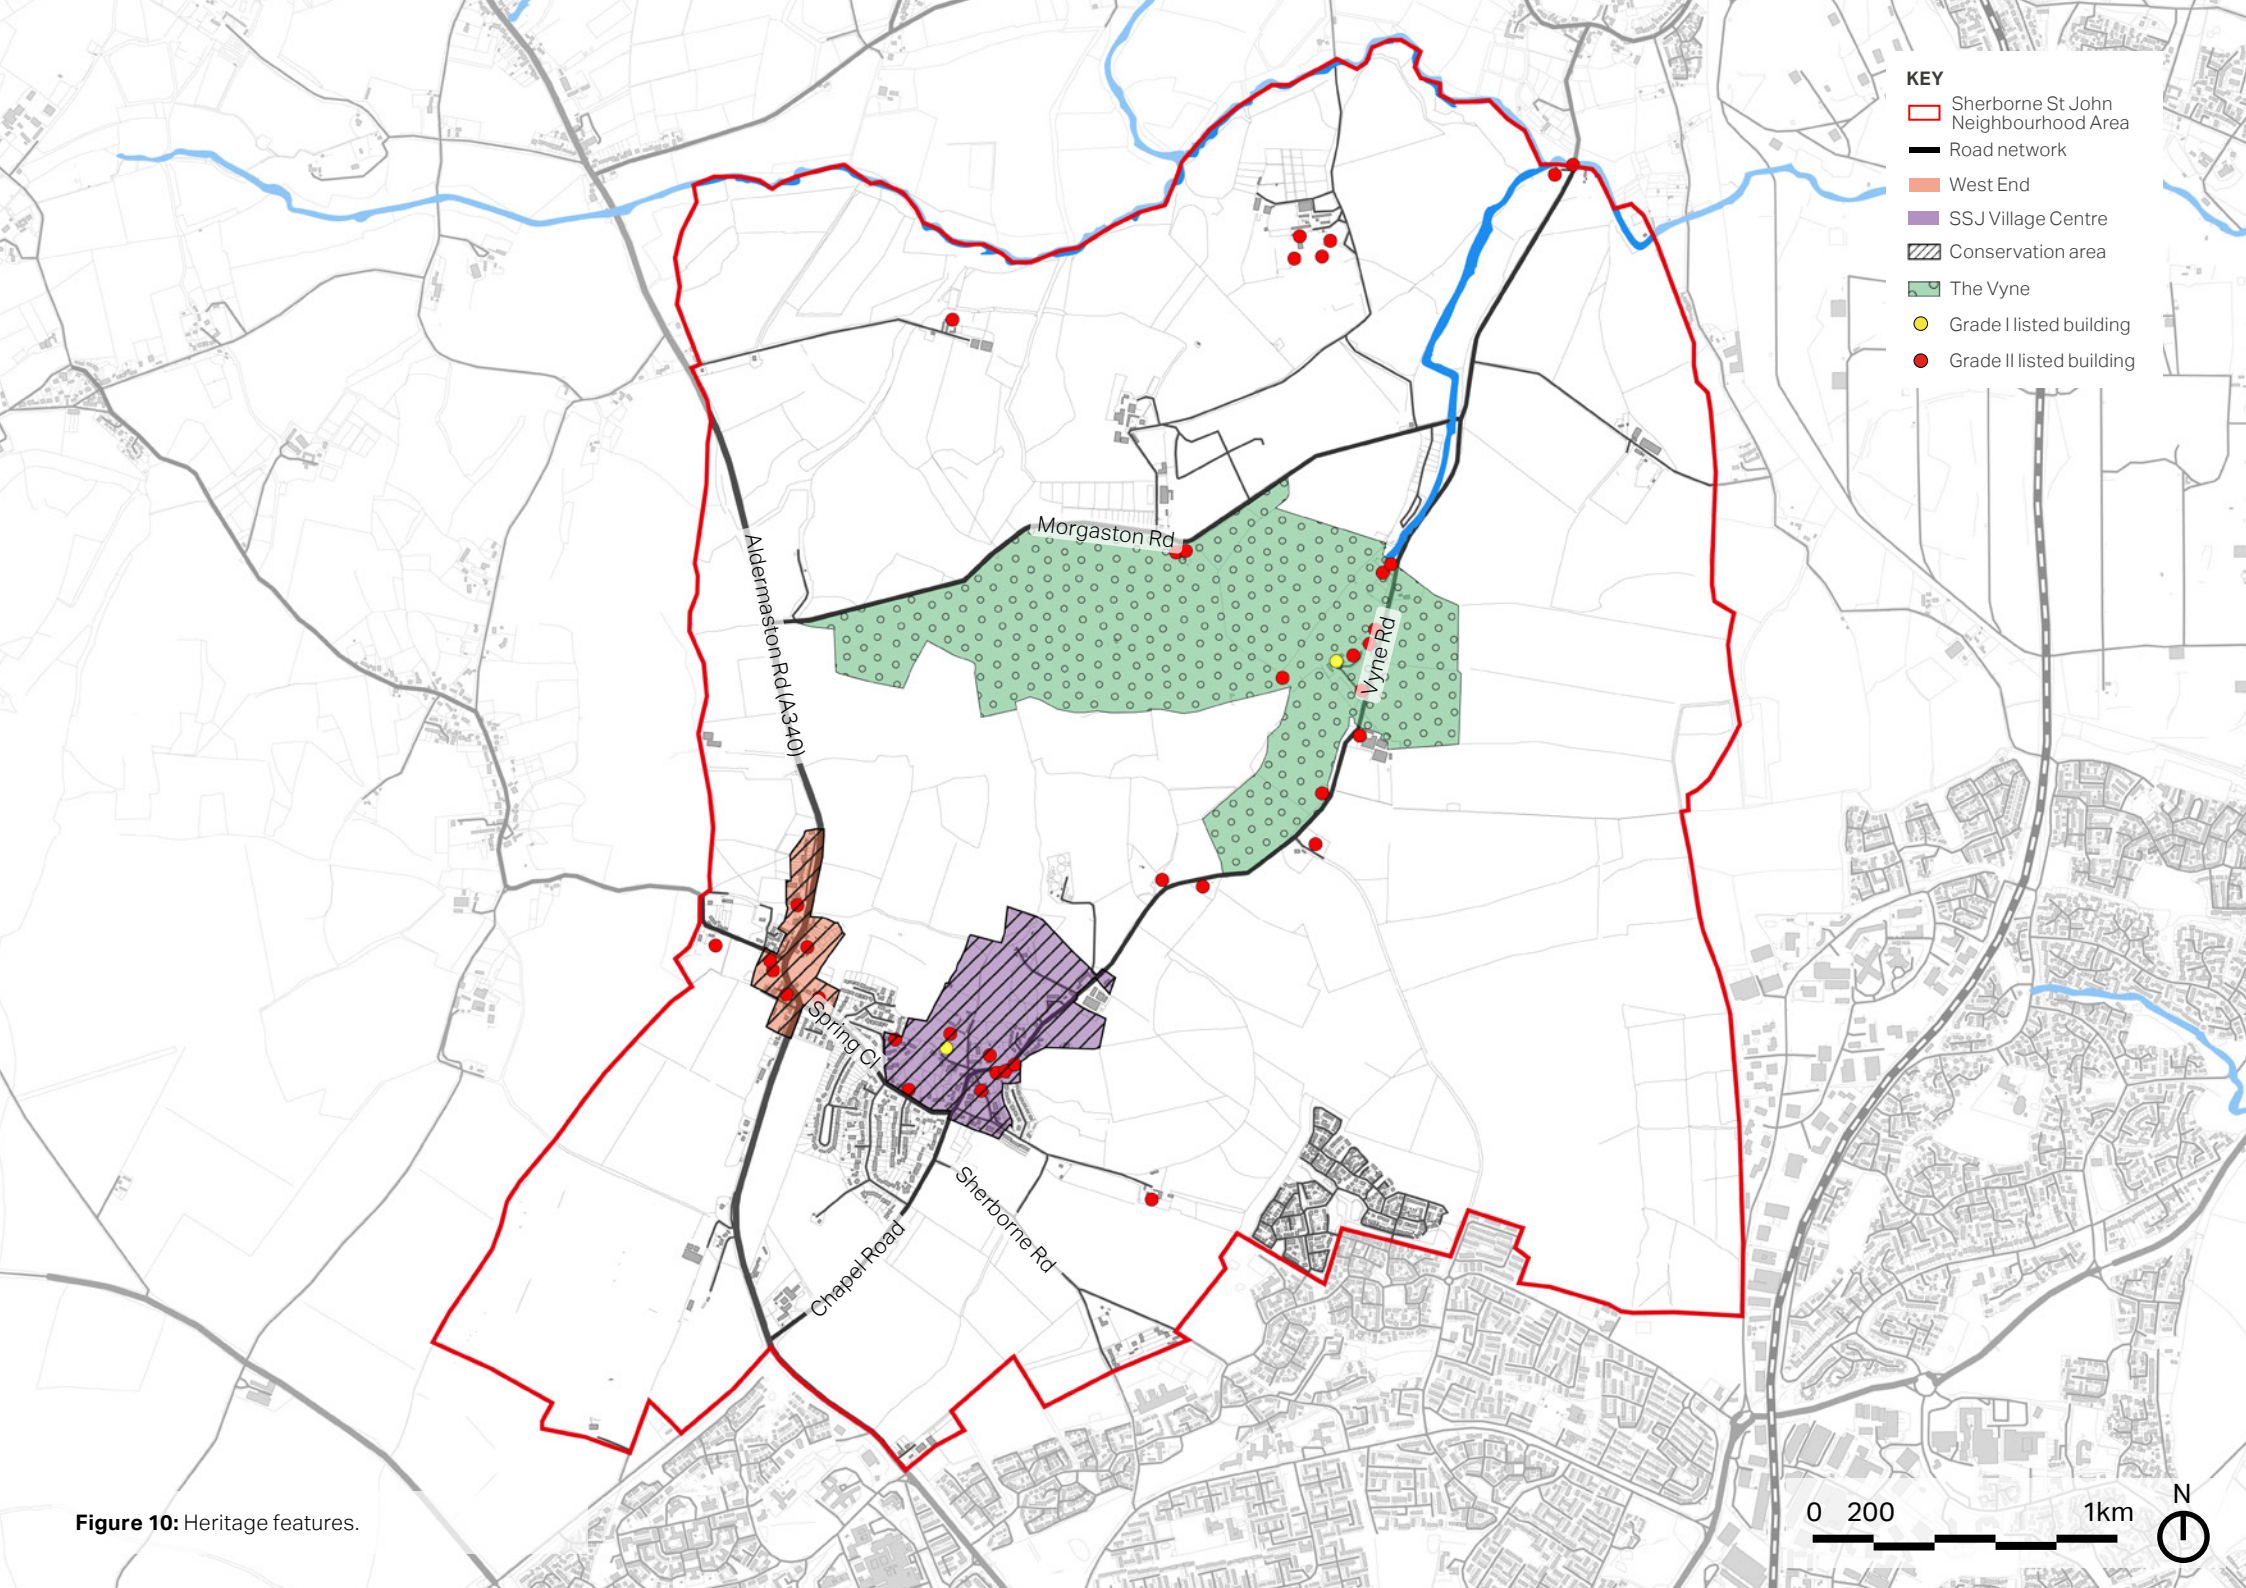 KEY
Sherborne St John
Neighbourhood Area
Road network
West End
SSJ Village Centre
Conservation area
The Vyne
Grade I listed building
Grade II listed building
Morgaston Rd
Aldermaston Rd (A340)
Vyne Rd
Spring Cl
Sherborne Rd
Chapel Road
Figure 10: Heritage features.
0 200 1km
N